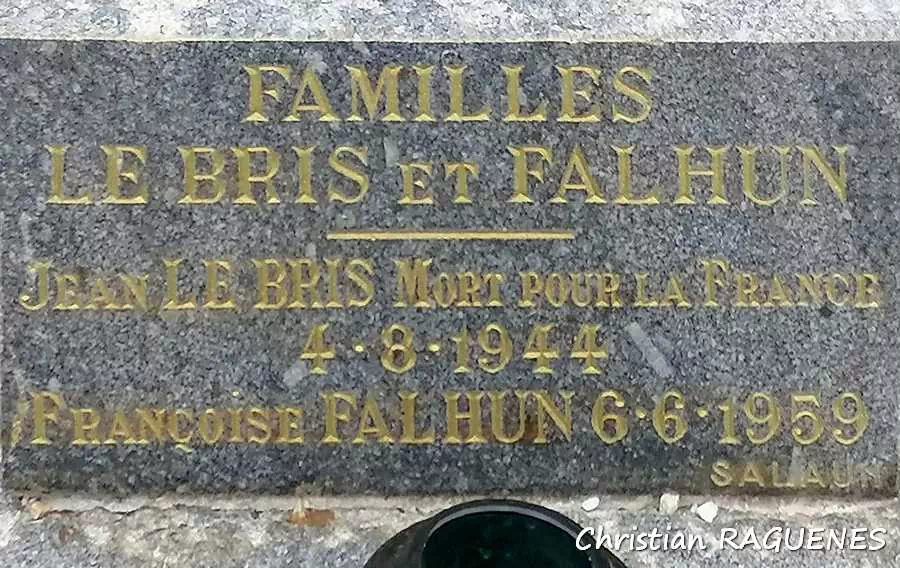 FAMILLES
LE BRIS ET FALHUN
JEAN LE BRIS MORT POUR LA FRANCE
4·8·1944
FRANÇOISE FALHUN 6·6·1959
SALAUN
Christian RAGUENES